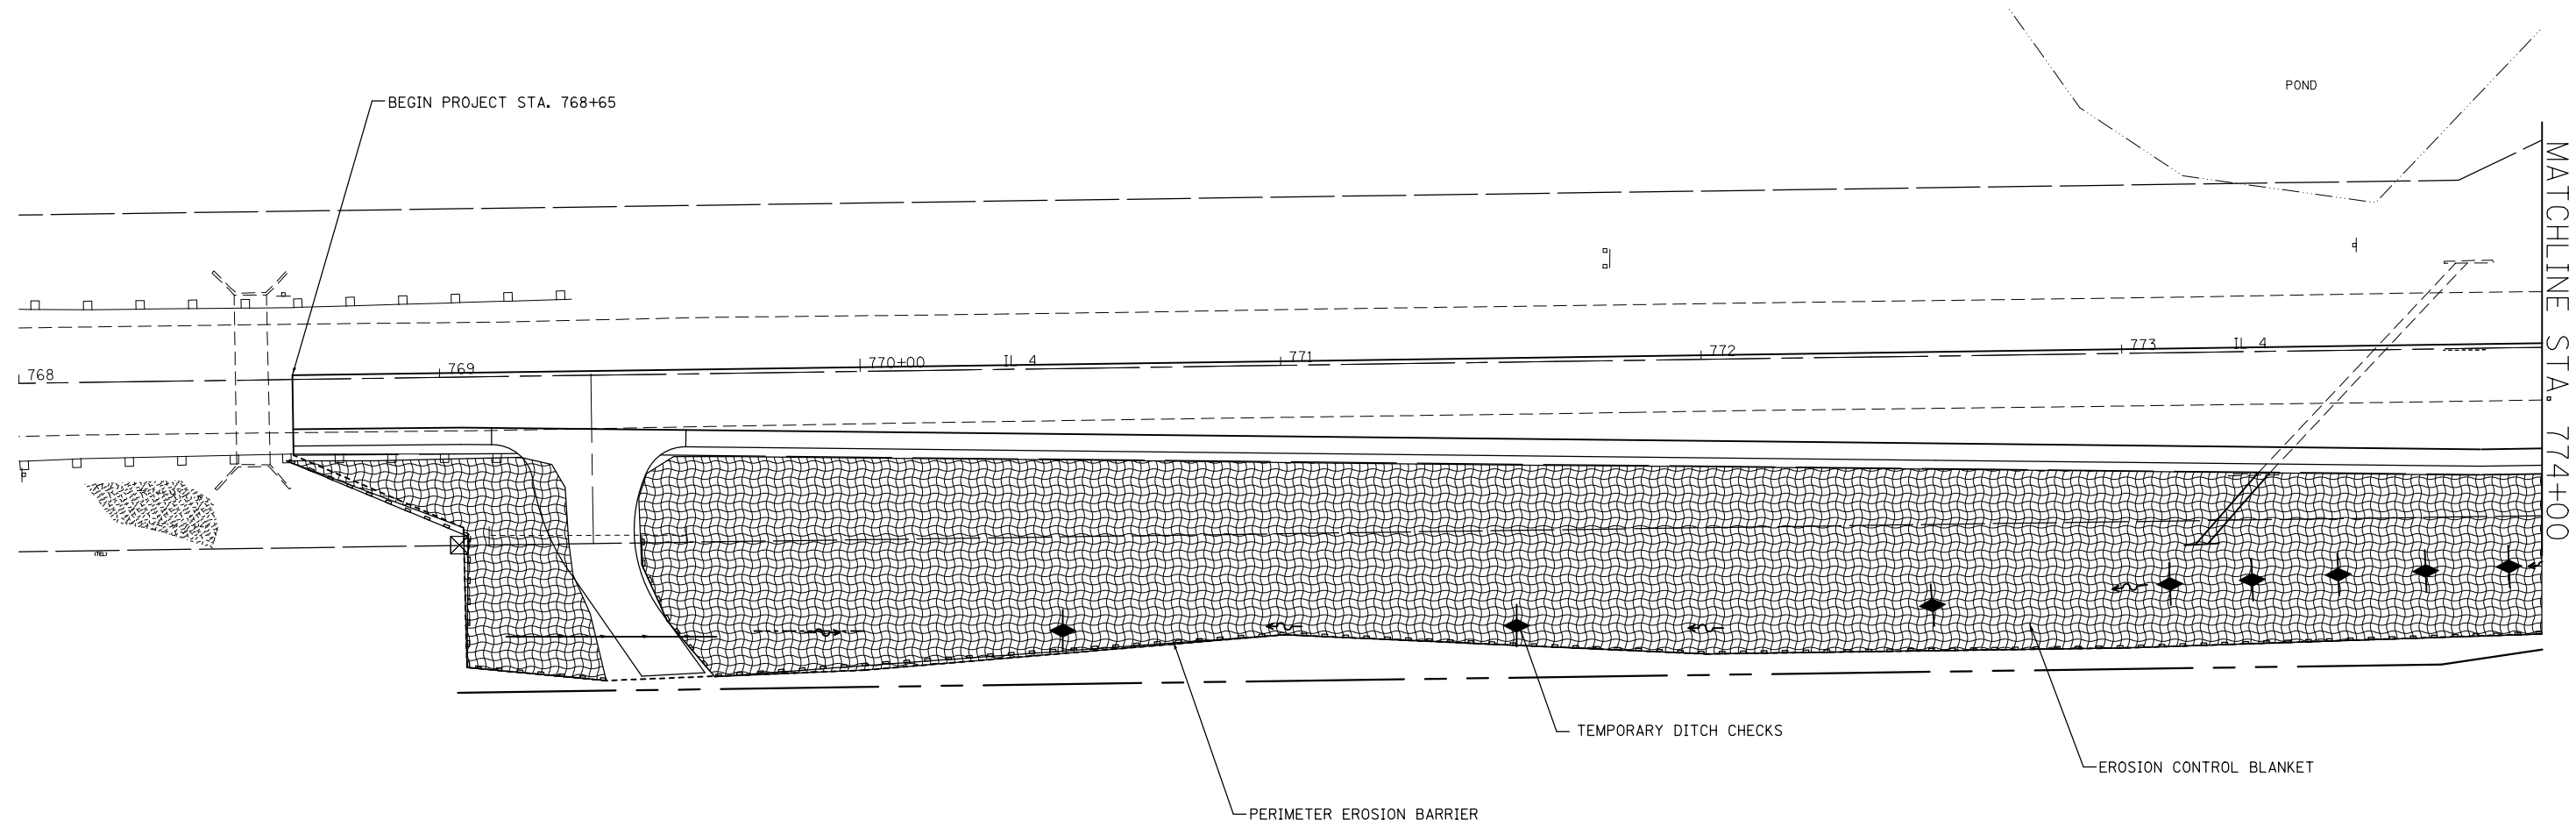 BEGIN PROJECT STA. 768+65
POND
MATCHLINE STA. 774+00
768
769
770+00
IL 4
771
772
773
IL 4
TEMPORARY DITCH CHECKS
EROSION CONTROL BLANKET
PERIMETER EROSION BARRIER